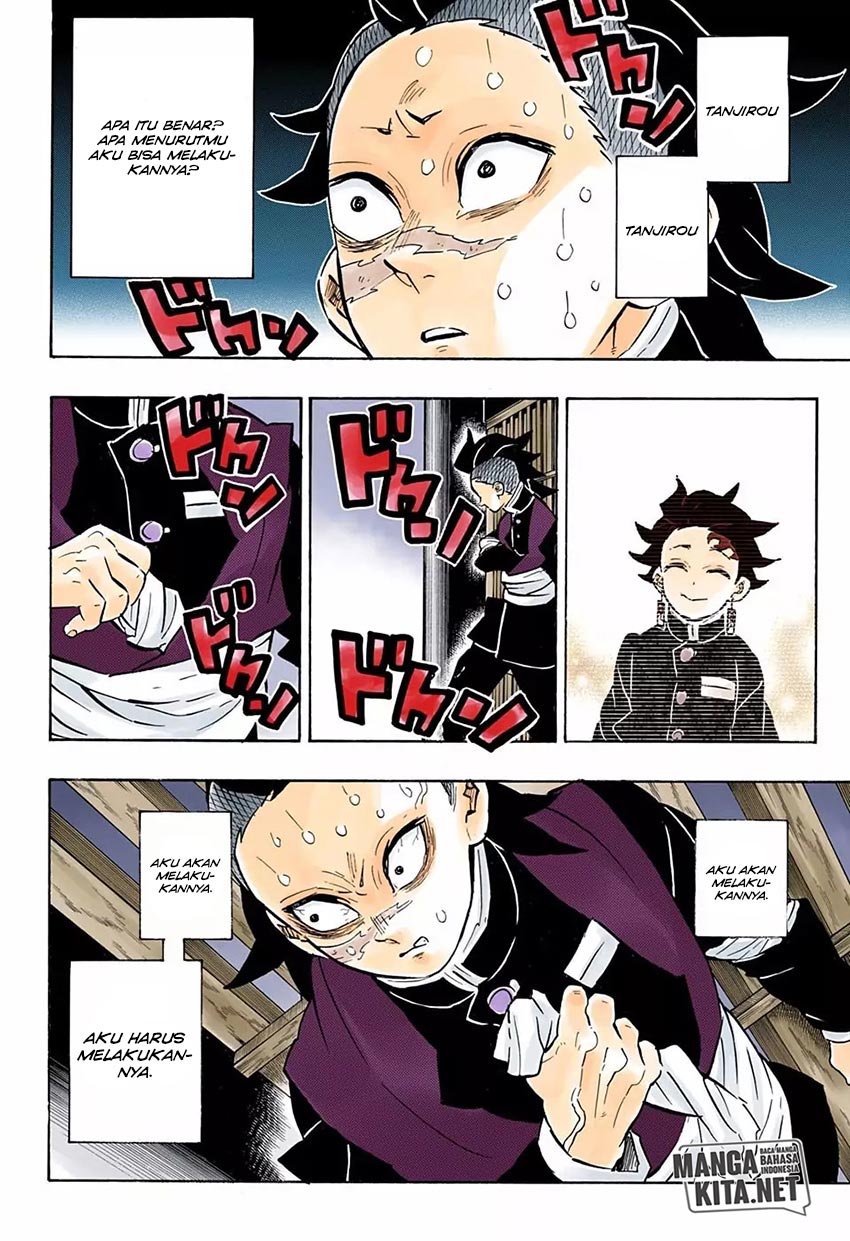 TANJIROU
TANJIROU
APA ITU BENAR?
APA MENURUTMU
AKU BISA MELAKU-
KANNYA?
ドクン
ドクン
ドクン
ドクン
ドクン
ドクン
ドクン
AKU AKAN
MELAKU-
KANNYA.
AKU AKAN
MELAKU-
KANNYA.
AKU HARUS
MELAKUKAN-
NYA.
MANGA
KITA.NET
BACA MANGA
BAHASA
INDONESIA